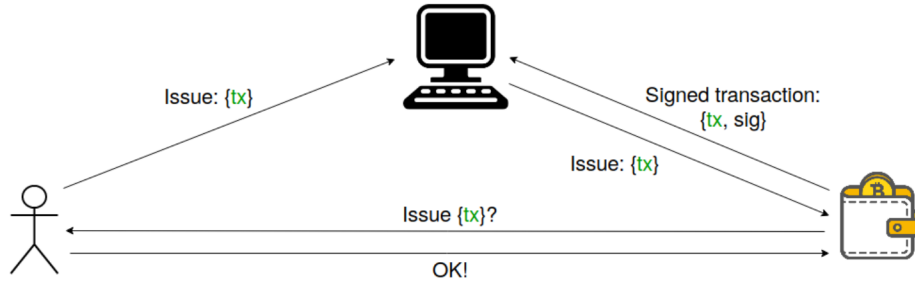 Issue: {tx}
Signed transaction:
{tx, sig}
Issue: {tx}
Issue {tx}?
OK!